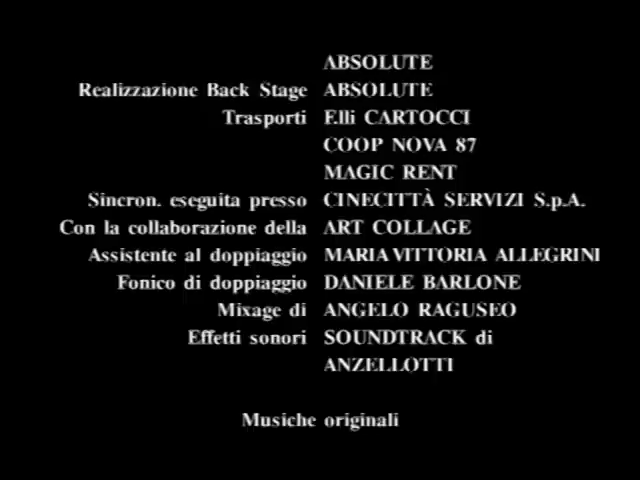 ABSOLUTE
Realizzazione Back Stage ABSOLUTE
Trasporti F.lli CARTOCCI
COOP NOVA 87
MAGIC RENT
Sincron. eseguita presso CINECITTÀ SERVIZI S.p.A.
Con la collaborazione della ART COLLAGE
Assistente al doppiaggio MARIA VITTORIA ALLEGRINI
Fonico di doppiaggio DANIELE BARLONE
Mixage di ANGELO RAGUSEO
Effetti sonori SOUNDTRACK di
ANZELLOTTI
Musiche originali